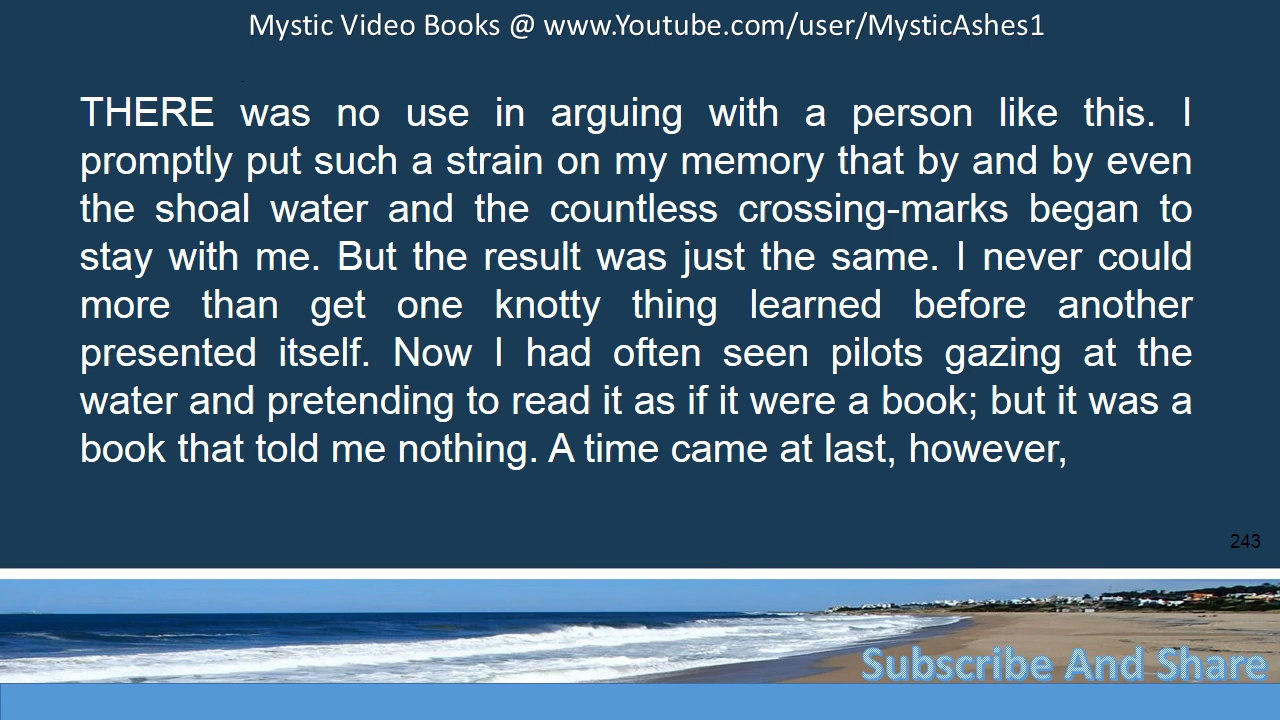 Mystic Video Books @ www.Youtube.com/user/MysticAshes1
THERE was no use in arguing with a person like this. I
promptly put such a strain on my memory that by and by even
the shoal water and the countless crossing-marks began to
stay with me. But the result was just the same. I never could
more than get one knotty thing learned before another
presented itself. Now I had often seen pilots gazing at the
water and pretending to read it as if it were a book; but it was a
book that told me nothing. A time came at last, however,
243
Subscribe And Share